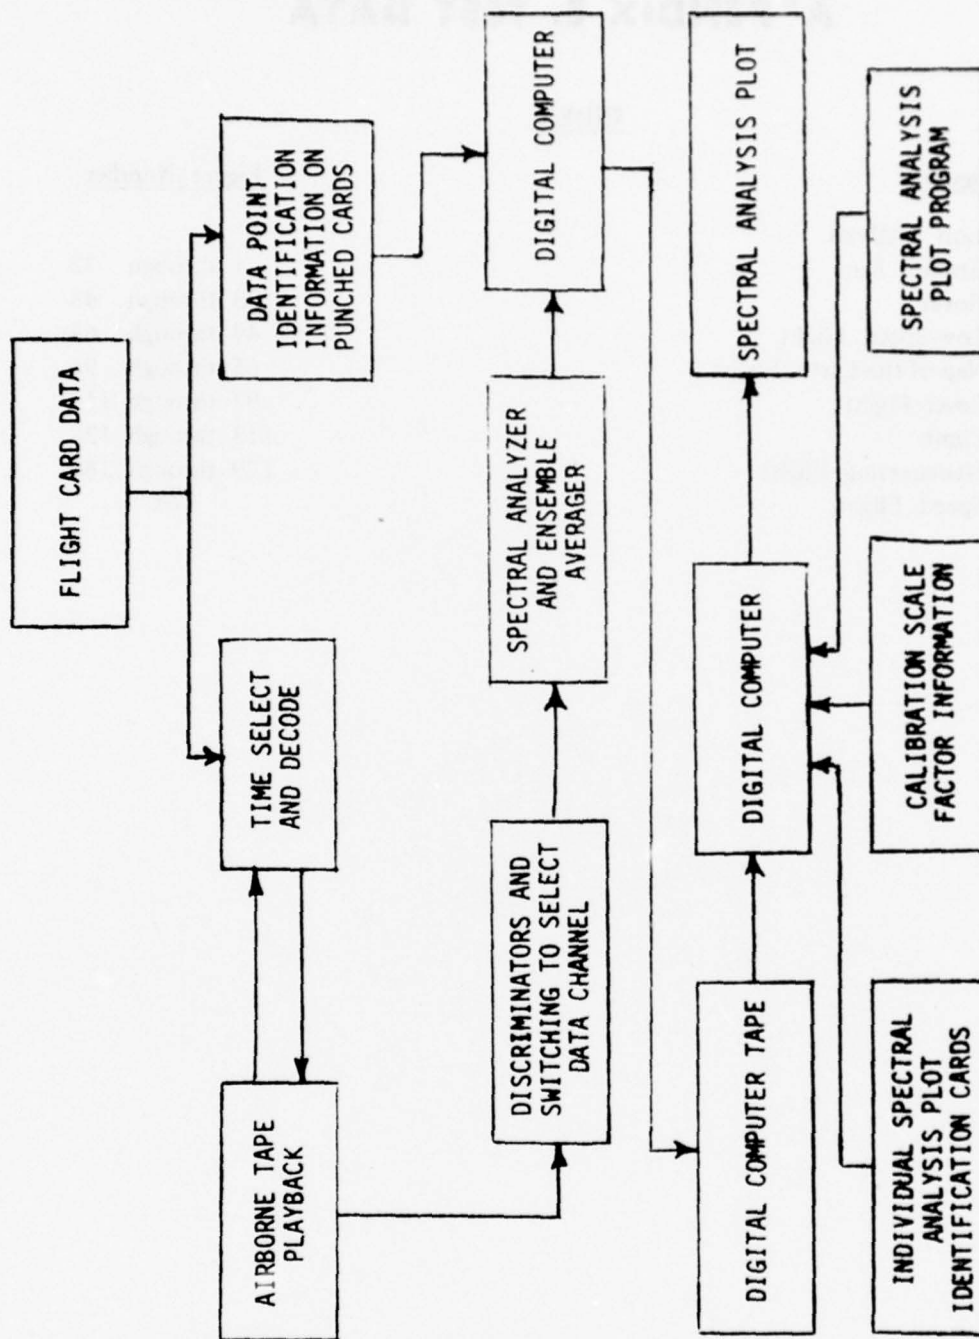 FLIGHT CARD DATA
AIRBORNE TAPE
PLAYBACK
TIME SELECT
AND DECODE
DATA POINT
IDENTIFICATION
INFORMATION ON
PUNCHED CARDS
DISCRIMINATORS AND
SWITCHING TO SELECT
DATA CHANNEL
SPECTRAL ANALYZER
AND ENSEMBLE
AVERAGER
DIGITAL COMPUTER
DIGITAL COMPUTER TAPE
DIGITAL COMPUTER
SPECTRAL ANALYSIS PLOT
INDIVIDUAL SPECTRAL
ANALYSIS PLOT
IDENTIFICATION CARDS
CALIBRATION SCALE
FACTOR INFORMATION
SPECTRAL ANALYSIS
PLOT PROGRAM